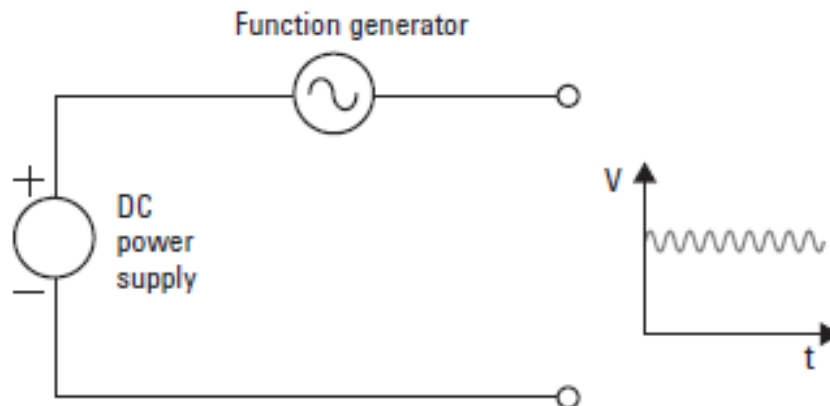 Function generator
+
DC
power
supply
−
V
t